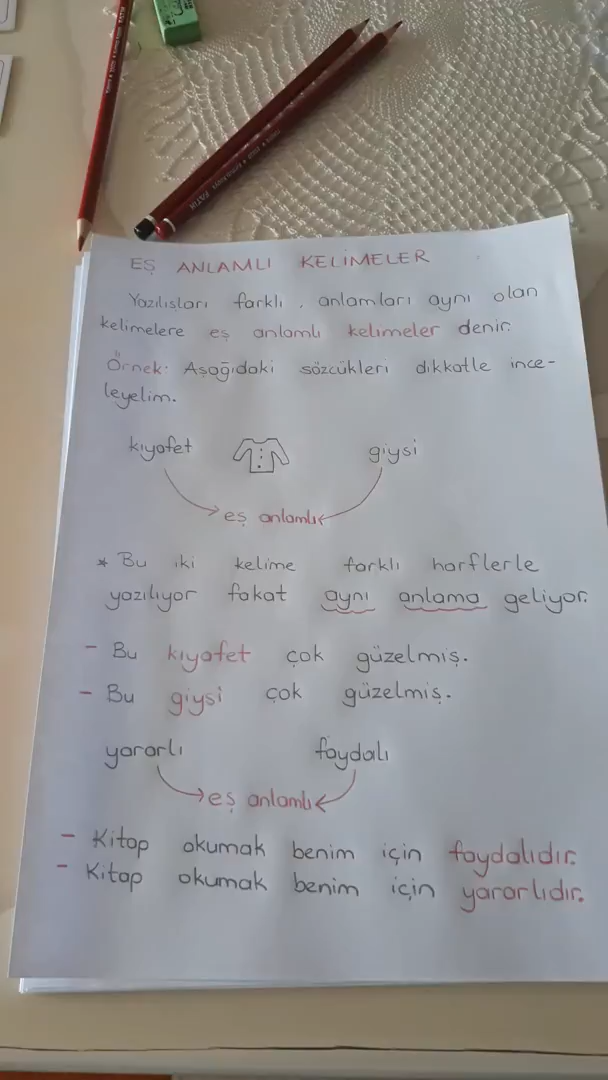 EŞ ANLAMLI KELİMELER
Yazılışları farklı, anlamları aynı olan
kelimelere eş anlamlı kelimeler denir.
Örnek: Aşağıdaki sözcükleri dikkatle ince-
leyelim.
kıyafet giysi
eş anlamlı
* Bu iki kelime farklı harflerle
yazılıyor fakat aynı anlama geliyor.
- Bu kıyafet çok güzelmiş.
- Bu giysi çok güzelmiş.
yararlı faydalı
eş anlamlı
- Kitap okumak benim için faydalıdır.
- Kitap okumak benim için yararlıdır.
FATIH